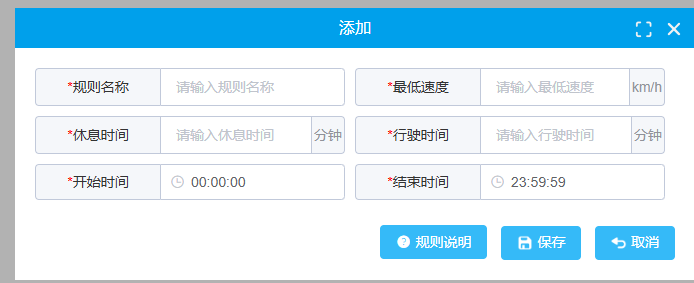 添加
*规则名称 请输入规则名称 *最低速度 请输入最低速度 km/h
*休息时间 请输入休息时间 分钟 *行驶时间 请输入行驶时间 分钟
*开始时间 00:00:00 *结束时间 23:59:59
规则说明 保存 取消